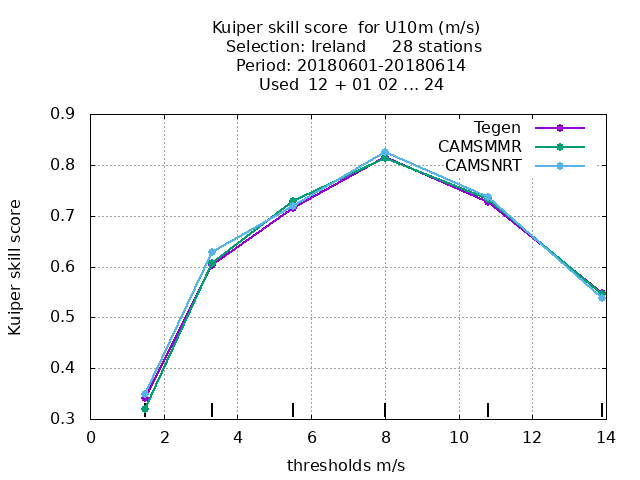 Kuiper skill score  for U10m (m/s)
Selection: Ireland     28 stations
Period: 20180601-20180614
Used  12 + 01 02 ... 24
Tegen
CAMSMMR
CAMSNRT
0.9
0.8
0.7
0.6
0.5
0.4
0.3
Kuiper skill score
0 2 4 6 8 10 12 14
thresholds m/s